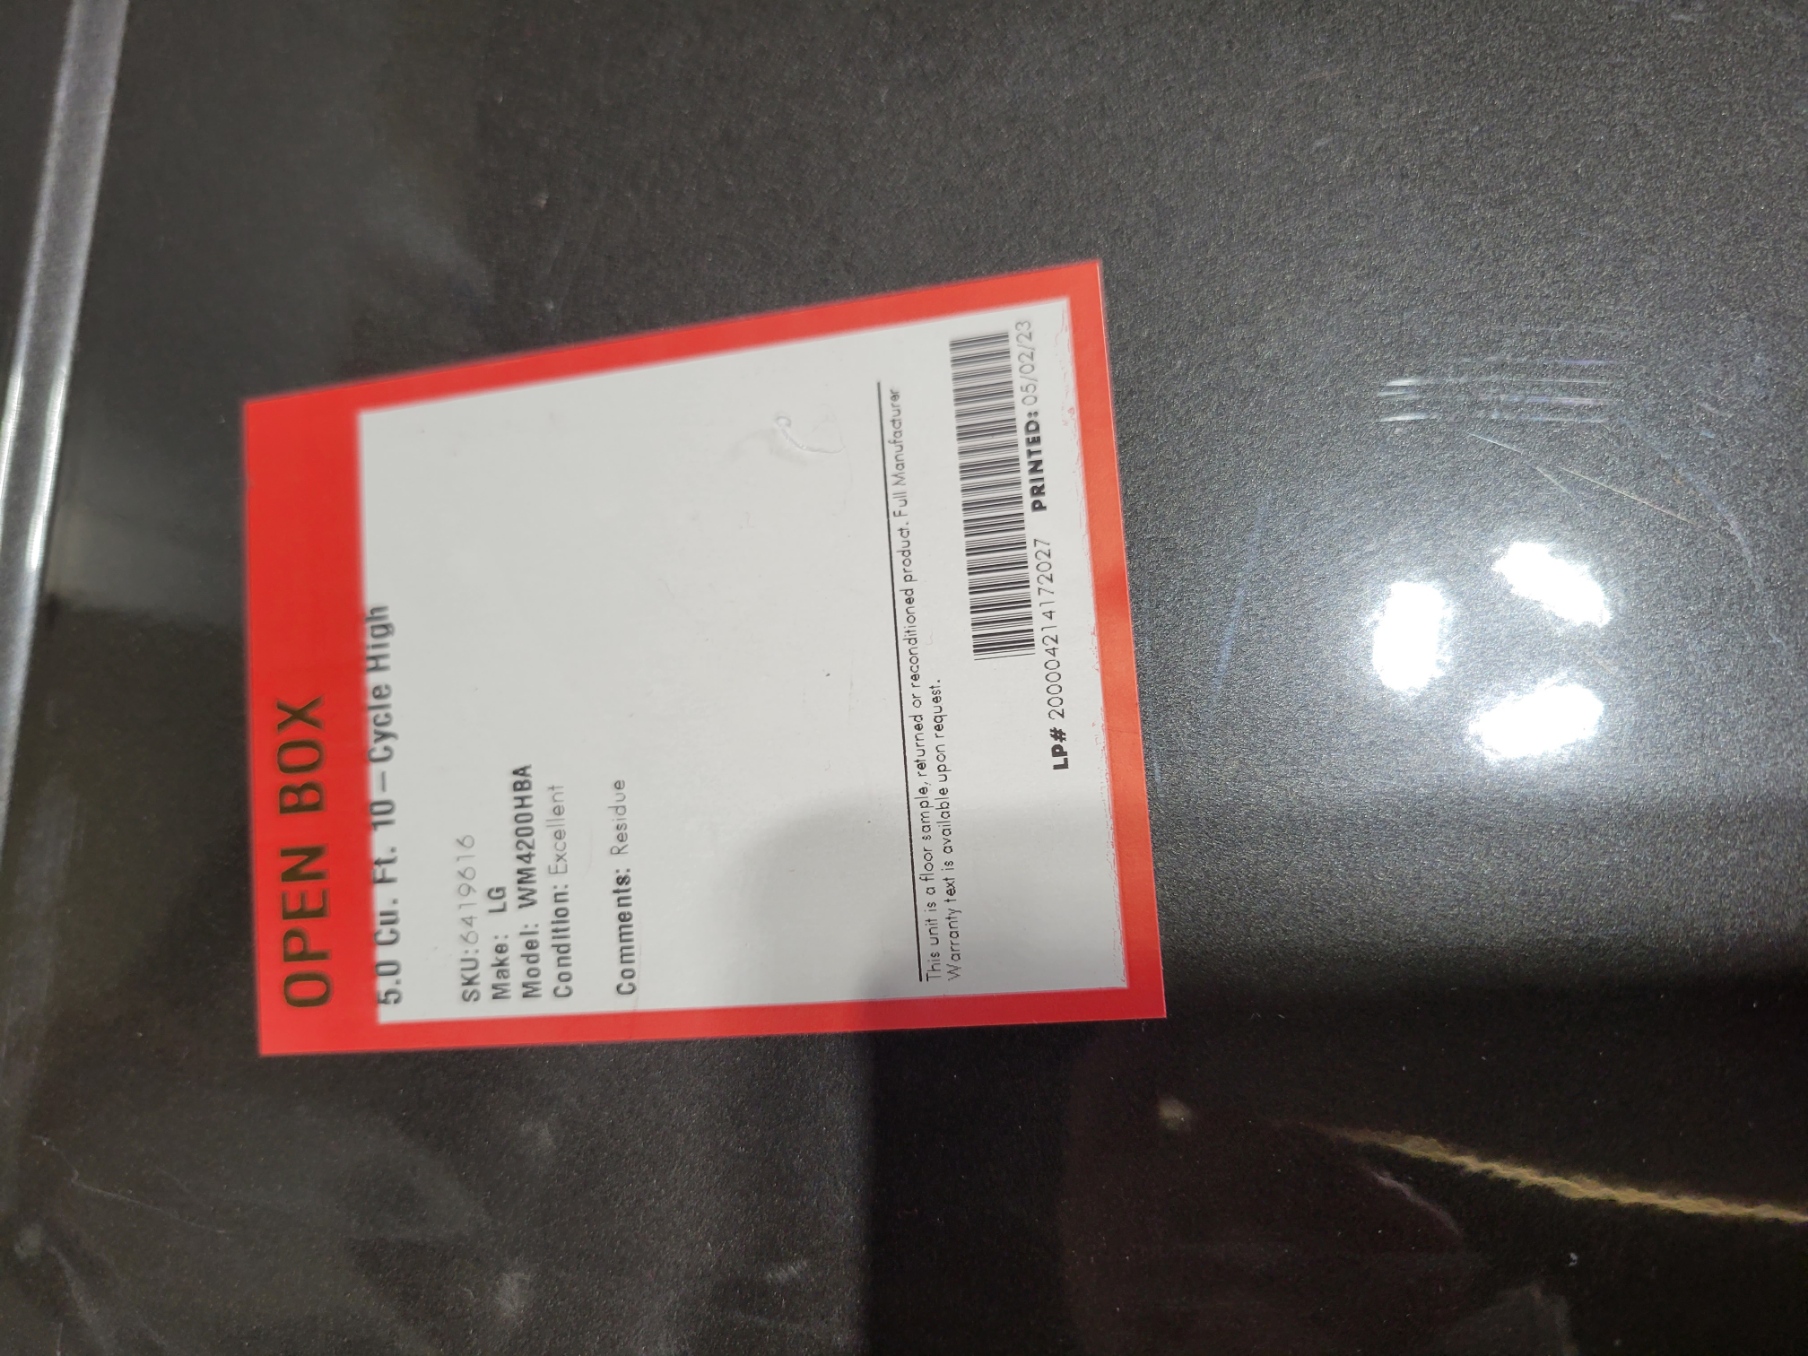 OPEN BOX
5.0 Cu. Ft. 10-Cycle High
SKU:6419616
Make: LG
Model: WM4200HBA
Condition: Excellent
Comments: Residue
This unit is a floor sample, returned or reconditioned product. Full Manufacturer
Warranty text is available upon request.
LP# 200004214172027 PRINTED: 05/02/23